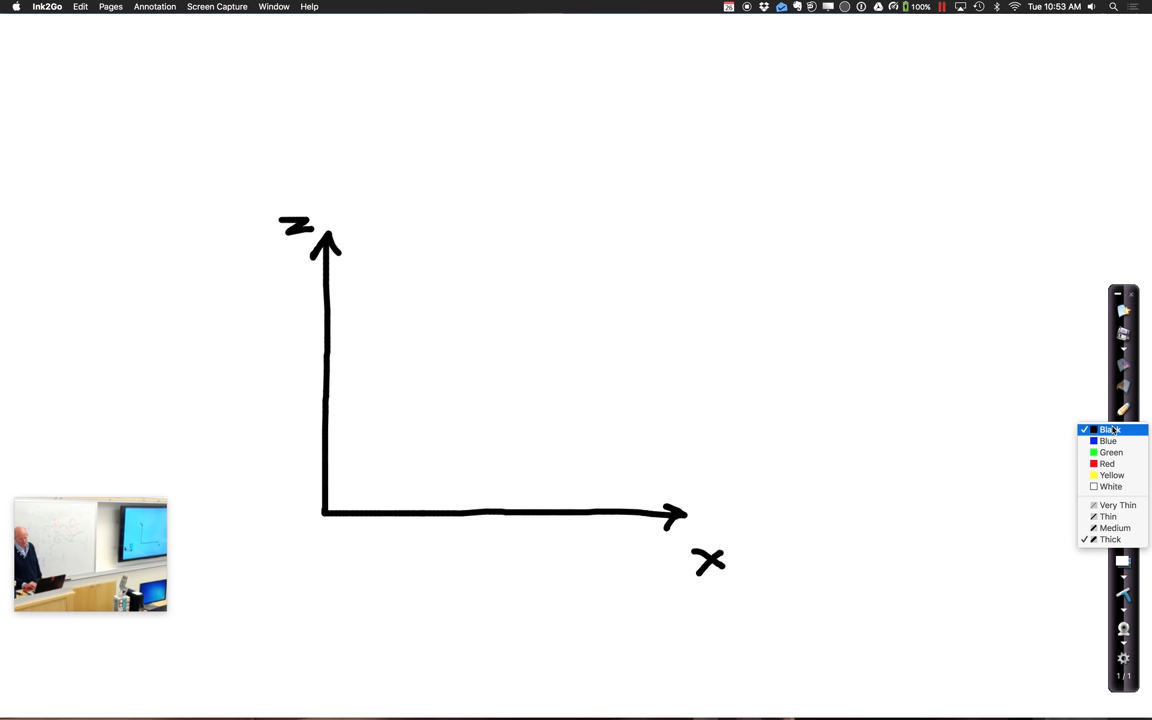 Ink2Go Edit Pages Annotation Screen Capture Window Help 100% Tue 10:53 AM
z
x
Black
Blue
Green
Red
Yellow
White
Very Thin
Thin
Medium
Thick
1 / 1